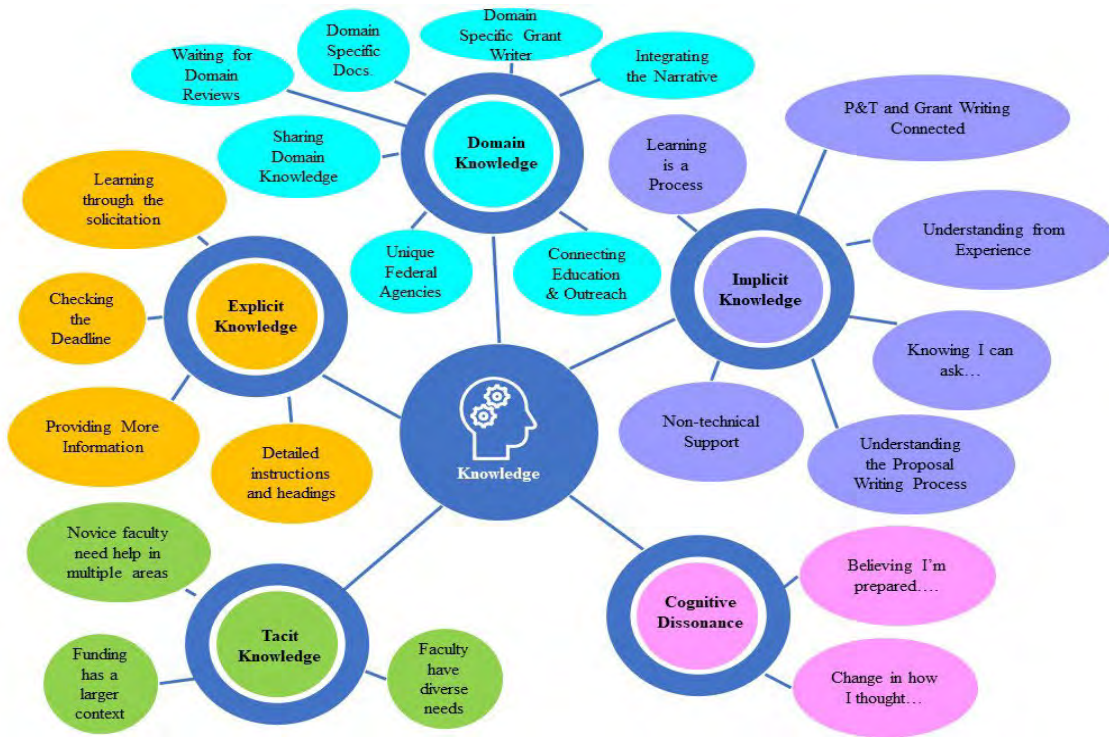 Waiting for
Domain
Reviews
Domain
Specific
Docs.
Domain
Specific Grant
Writer
Integrating
the Narrative
Sharing
Domain
Knowledge
Domain
Knowledge
Unique
Federal
Agencies
Connecting
Education
& Outreach
P&T and Grant Writing
Connected
Learning
is a
Process
Understanding from
Experience
Implicit
Knowledge
Knowing I can
ask…
Non-technical
Support
Understanding
the Proposal
Writing Process
Learning
through the
solicitation
Checking
the
Deadline
Explicit
Knowledge
Providing More
Information
Detailed
instructions
and headings
Knowledge
Novice faculty
need help in
multiple areas
Tacit
Knowledge
Funding
has a
larger
context
Faculty
have
diverse
needs
Cognitive
Dissonance
Believing I’m
prepared….
Change in how
I thought…